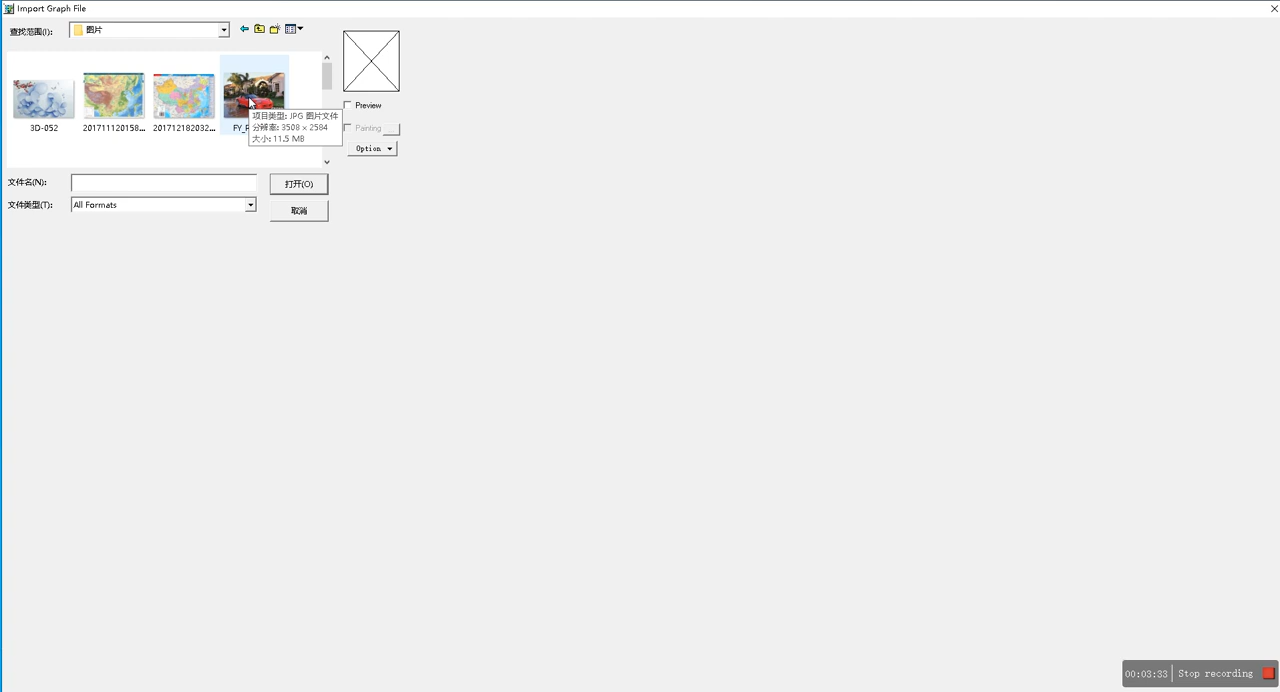 Import Graph File
查找范围(I):
图片
3D-052
201711120158...
201712182032...
项目类型: JPG 图片文件
分辨率: 3508 × 2584
大小: 11.5 MB
Preview
Painting
Option
文件名(N):
打开(O)
文件类型(T):
All Formats
取消
00:03:33
Stop recording